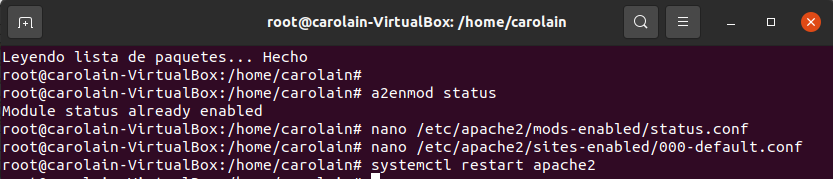 root@carolain-VirtualBox: /home/carolain
Leyendo lista de paquetes... Hecho
root@carolain-VirtualBox:/home/carolain#
root@carolain-VirtualBox:/home/carolain# a2enmod status
Module status already enabled
root@carolain-VirtualBox:/home/carolain# nano /etc/apache2/mods-enabled/status.conf
root@carolain-VirtualBox:/home/carolain# nano /etc/apache2/sites-enabled/000-default.conf
root@carolain-VirtualBox:/home/carolain# systemctl restart apache2
root@carolain-VirtualBox:/home/carolain#